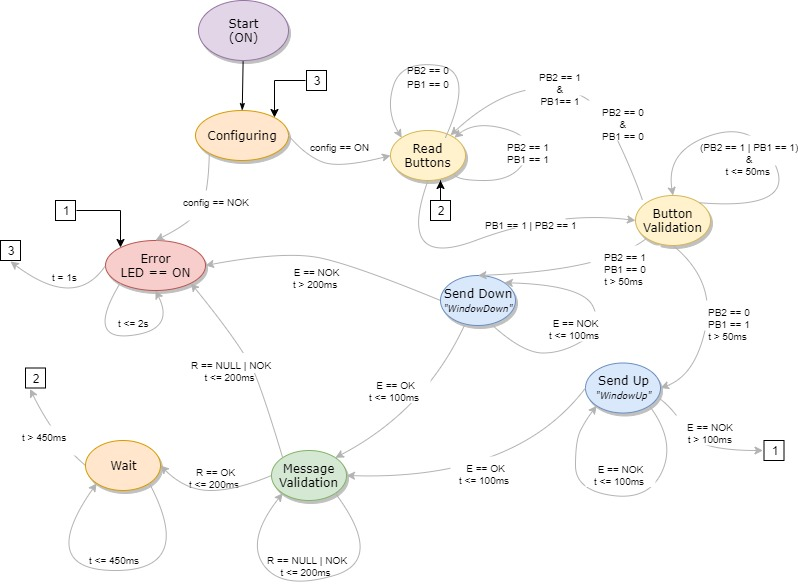 Start
(ON)
3
Configuring
config == ON
config == NOK
PB2 == 0
PB1 == 0
Read
Buttons
PB2 == 1
&
PB1== 1
PB2 == 1
PB1 == 1
2
PB2 == 0
&
PB1 == 0
(PB2 == 1 | PB1 == 1)
&
t <= 50ms
PB1 == 1 | PB2 == 1
Button
Validation
1
3
Error
LED == ON
t = 1s
t <= 2s
E == NOK
t > 200ms
PB2 == 1
PB1 == 0
t > 50ms
Send Down
"WindowDown"
E == NOK
t <= 100ms
PB2 == 0
PB1 == 1
t > 50ms
R == NULL | NOK
t <= 200ms
E == OK
t <= 100ms
Send Up
"WindowUp"
E == NOK
t > 100ms
1
E == NOK
t <= 100ms
2
t > 450ms
Wait
t <= 450ms
R == OK
t <= 200ms
Message
Validation
E == OK
t <= 100ms
R == NULL | NOK
t <= 200ms